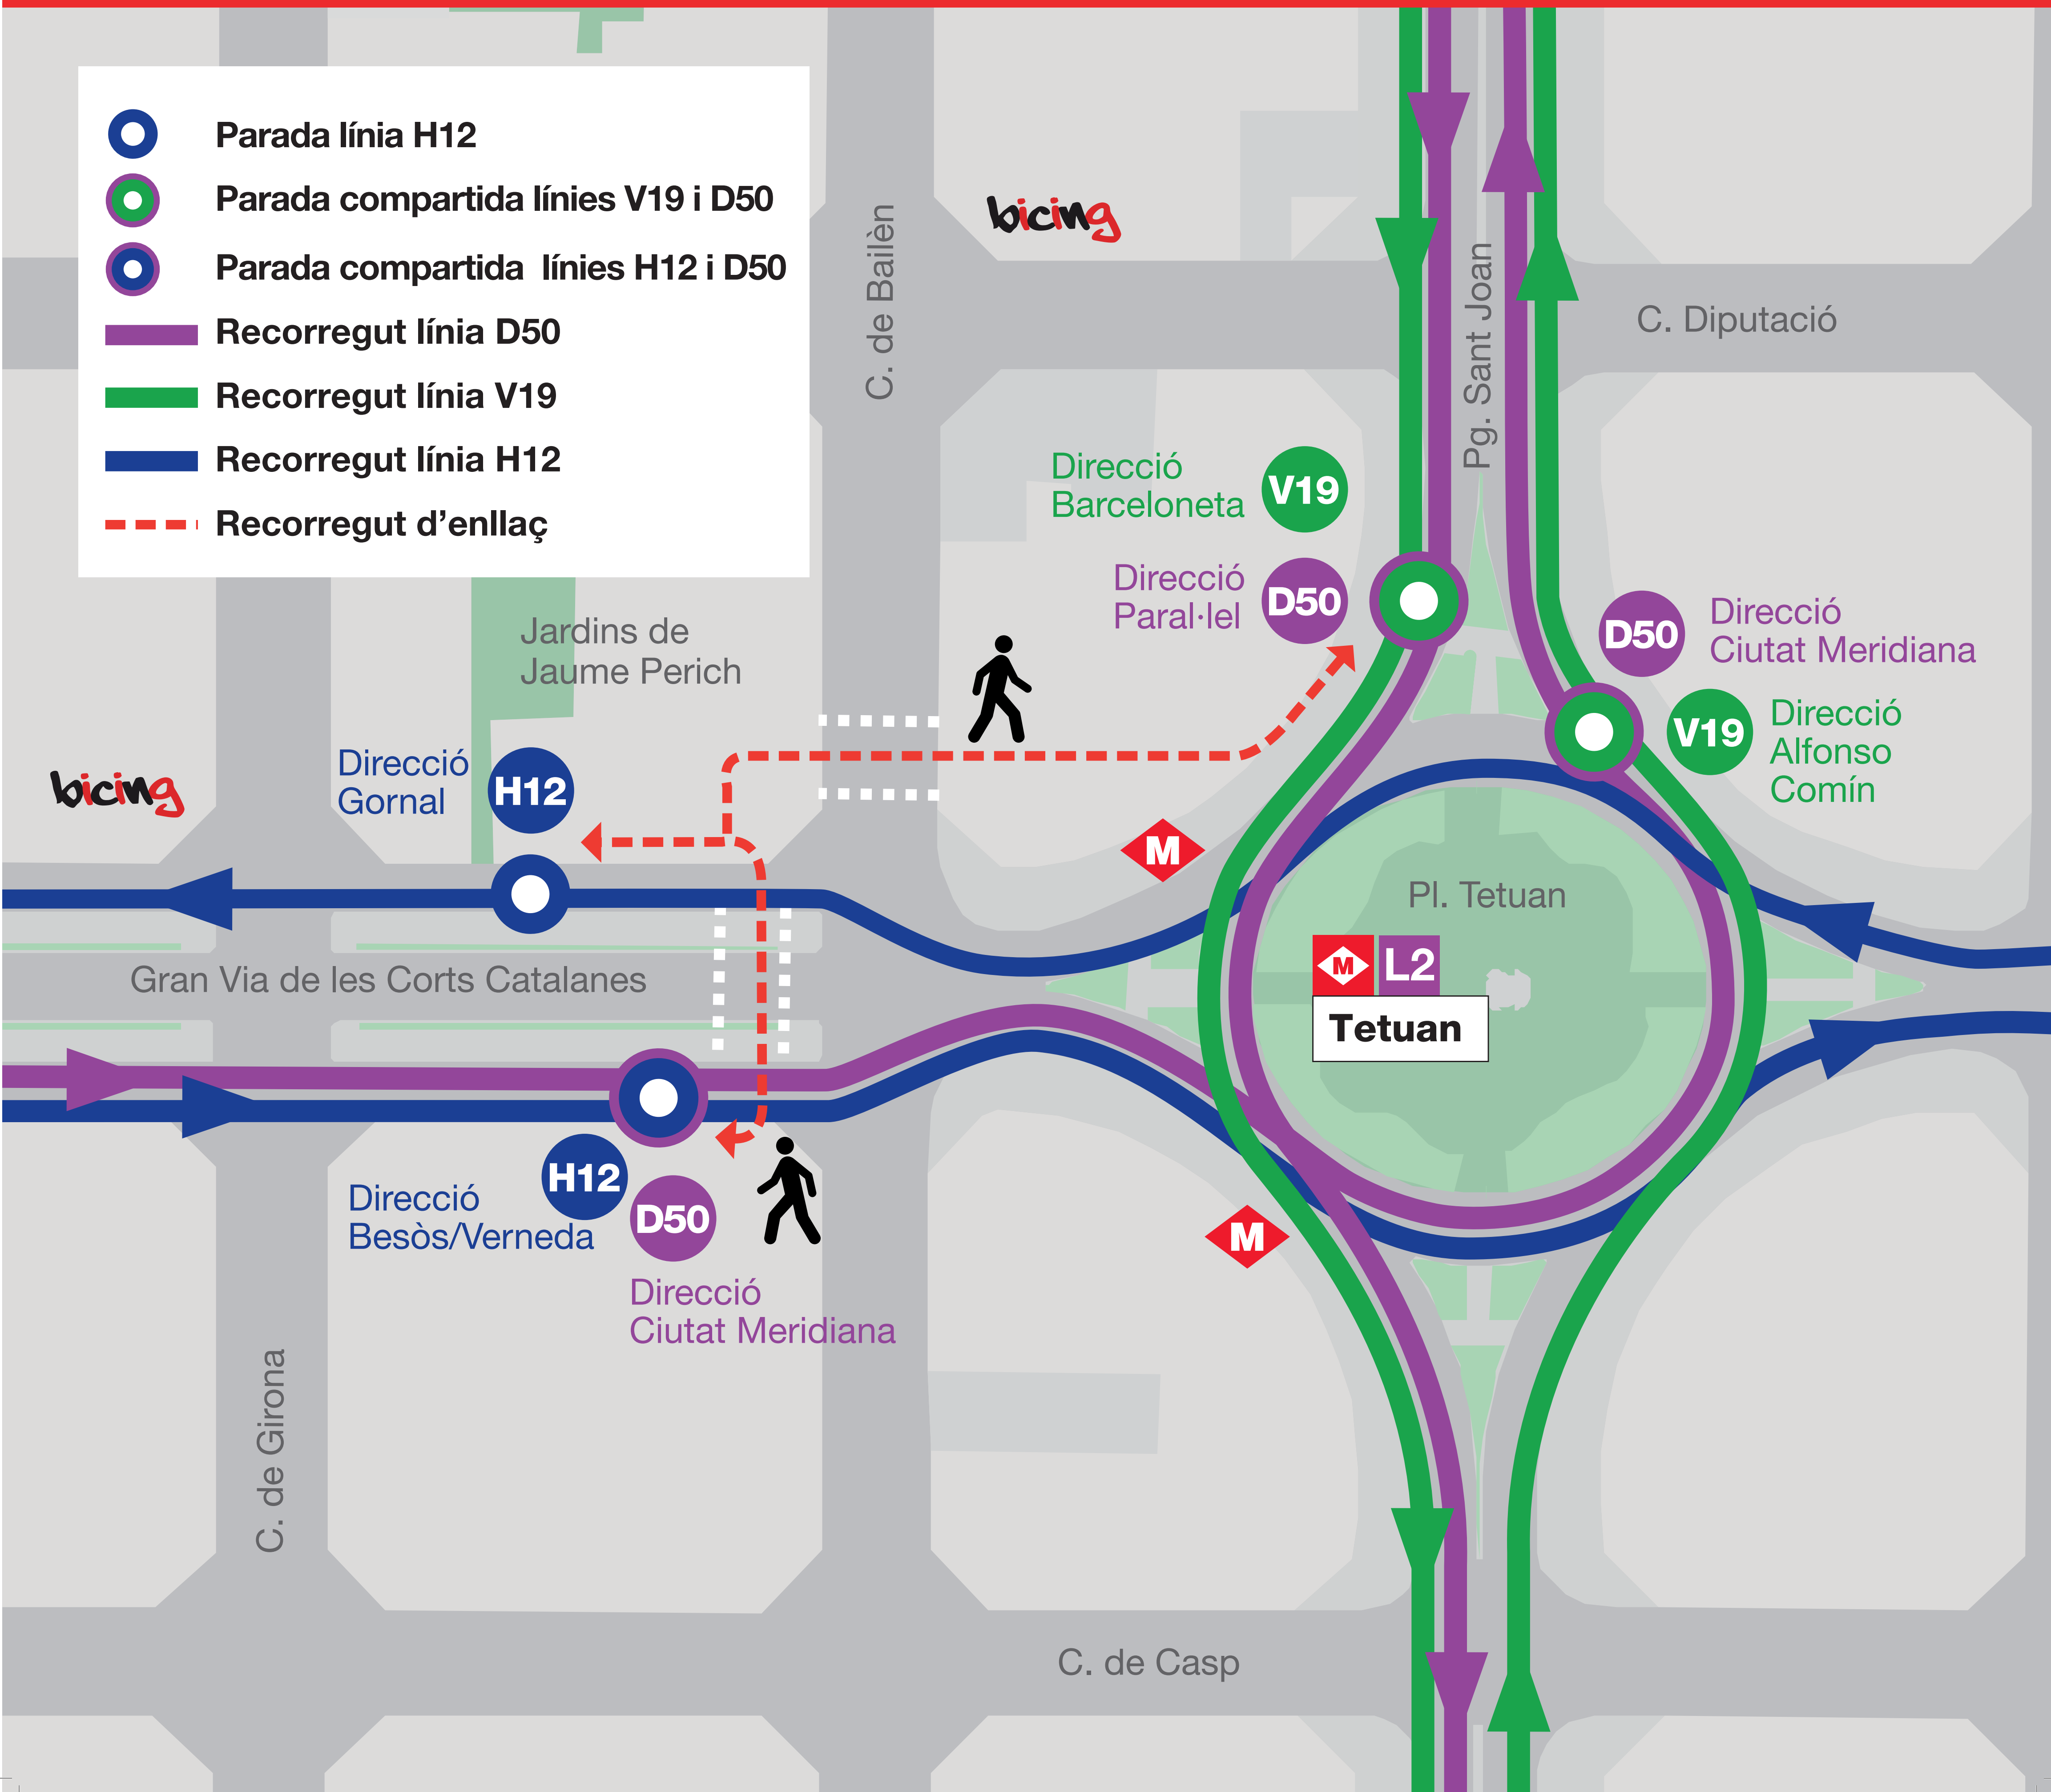 Parada línia H12
Parada compartida línies V19 i D50
Parada compartida línies H12 i D50
Recorregut línia D50
Recorregut línia V19
Recorregut línia H12
Recorregut d’enllaç
C. de Bailèn
bicing
Pg. Sant Joan
C. Diputació
Direcció
Barceloneta
V19
Direcció
Paral·lel
D50
D50
Direcció
Ciutat Meridiana
V19
Direcció
Alfonso
Comín
Jardins de
Jaume Perich
bicing
Direcció
Gornal
H12
M
Pl. Tetuan
M L2
Tetuan
Gran Via de les Corts Catalanes
H12
Direcció
Besòs/Verneda
D50
Direcció
Ciutat Meridiana
M
C. de Girona
C. de Casp